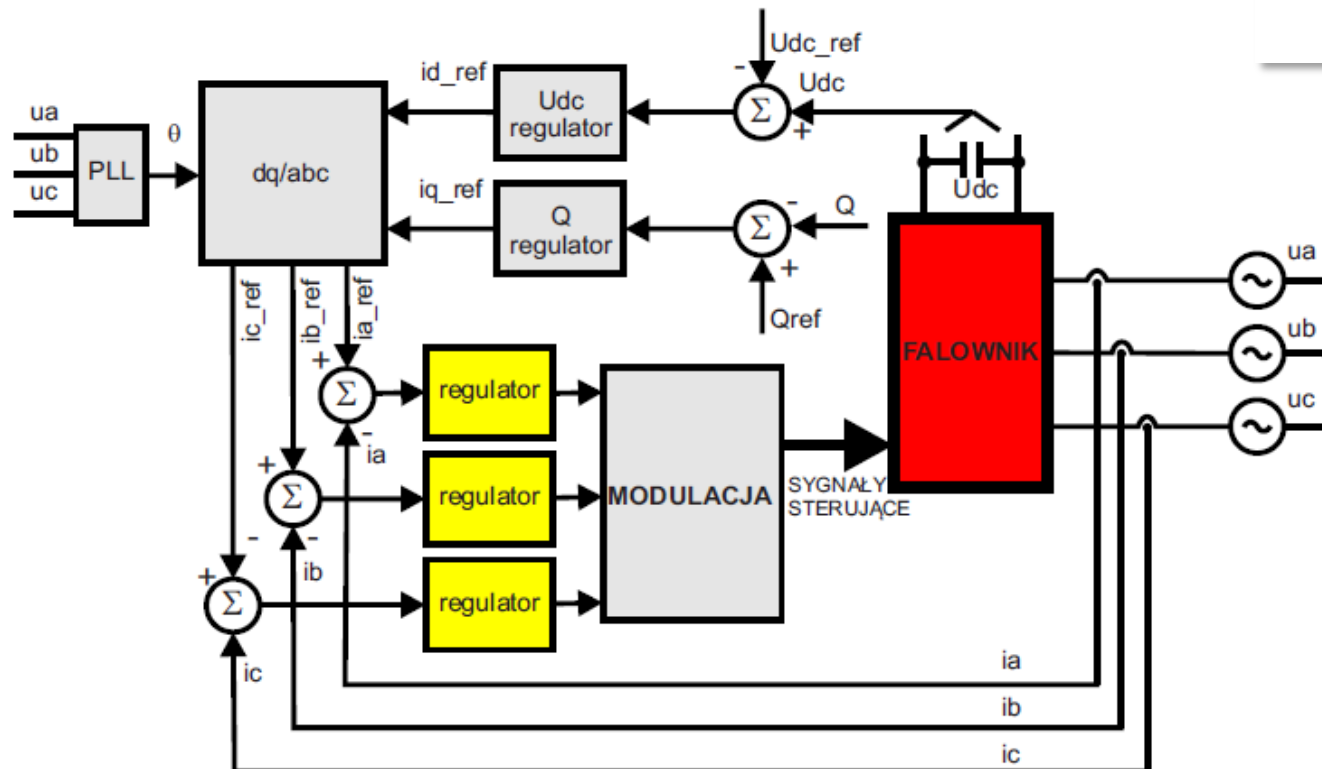 Udc_ref
-
id_ref
Udc
ua
θ
Udc
regulator
Σ
+
ub
PLL
dq/abc
uc
iq_ref
Udc
Q
regulator
-
Q
Σ
+
ua
ic_ref
ib_ref
ia_ref
Qref
+
regulator
FALOWNIK
ub
Σ
-
ia
uc
+
regulator
MODULACJA
SYGNAŁY
STERUJĄCE
Σ
-
-
ib
+
regulator
Σ
ic
ia
ib
ic